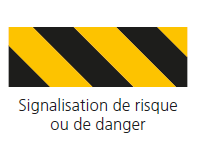 Signalisation de risque
ou de danger